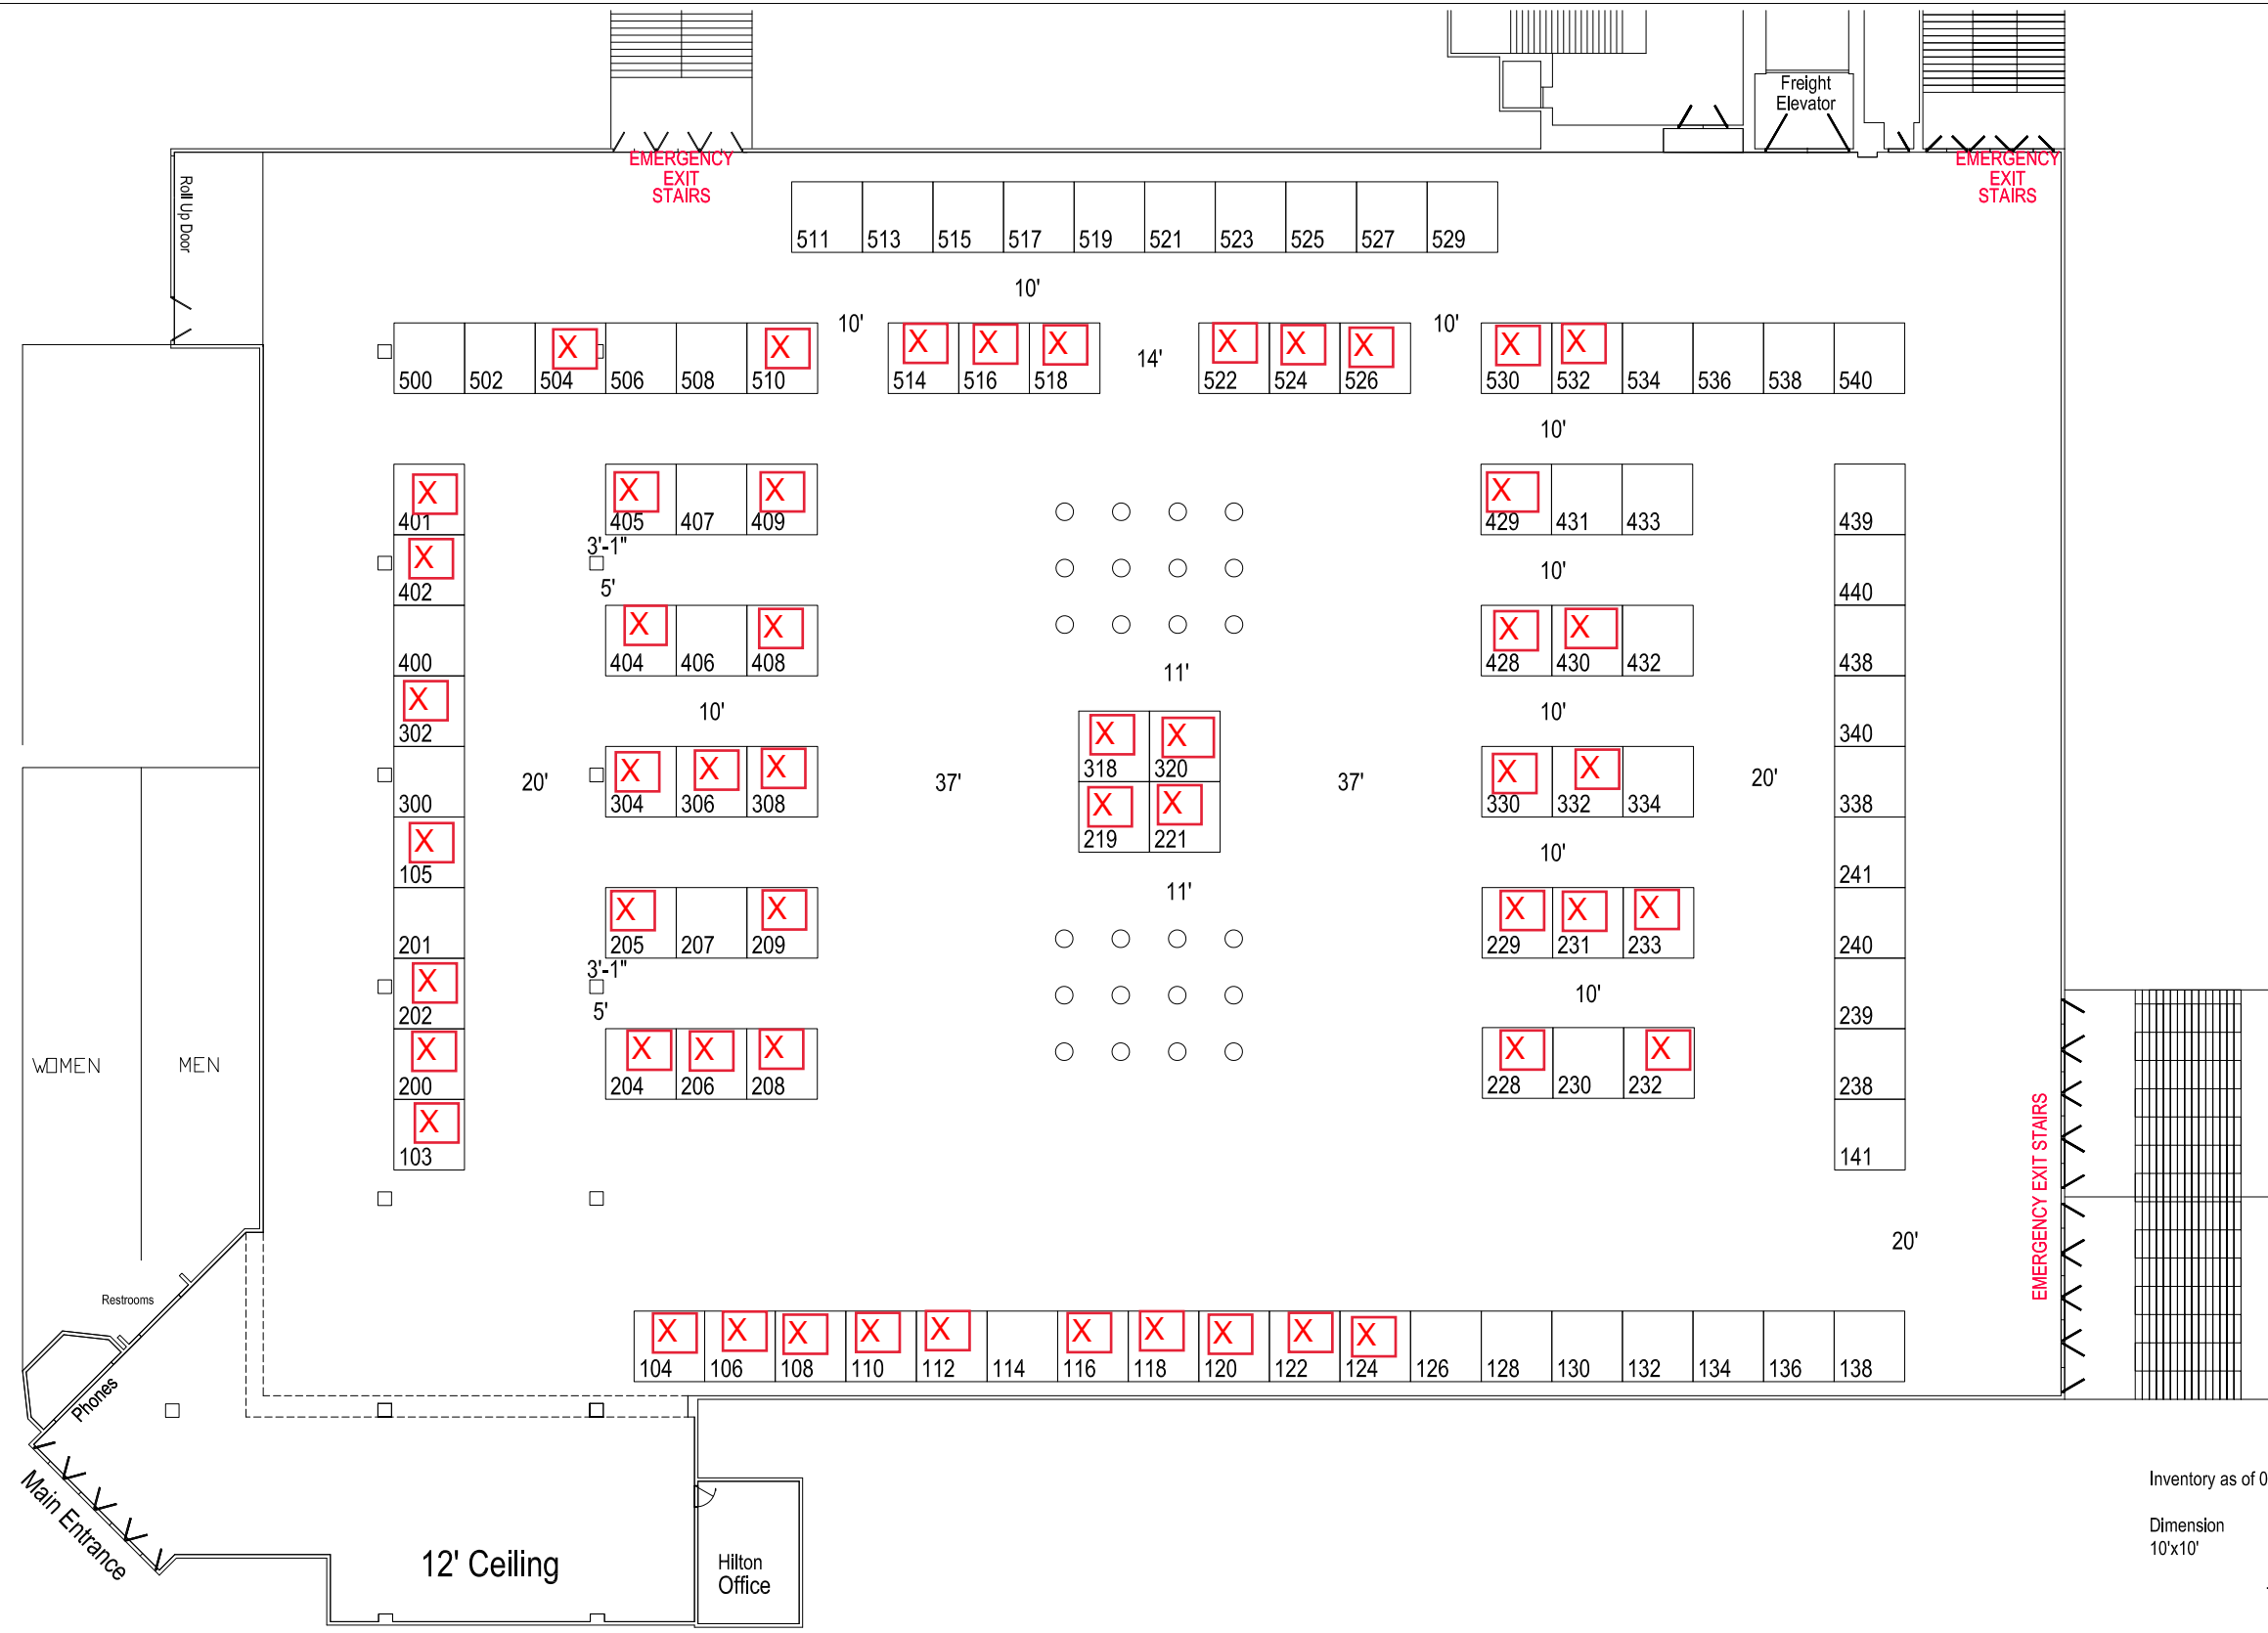 Freight
Elevator
EMERGENCY
EXIT
STAIRS
EMERGENCY
EXIT
STAIRS
Roll Up Door
511 513 515 517 519 521 523 525 527 529
10'
10' 10'
X X X X X X X X X X
14'
500 502 504 506 508 510 514 516 518 522 524 526 530 532 534 536 538 540
10'
X X X X
401 405 407 409 429 431 433 439
3'-1"
X
10'
5'
402 440
X X X X
400 404 406 408 428 430 432 438
11'
X
10' 10'
302 340
X X
318 320
X X X X X
20' 37' 37' 20'
300 304 306 308 330 332 334 338
X X
219 221
X
10'
105 241
11'
X X X X X
201 205 207 209 229 231 233 240
3'-1"
X
10'
5'
202 239
X X X X X X
WOMEN MEN
200 204 206 208 228 230 232 238
X
103 141
EMERGENCY EXIT STAIRS
20'
Restrooms
X X X X X X X X X X
104 106 108 110 112 114 116 118 120 122 124 126 128 130 132 134 136 138
Phones
Main Entrance
12' Ceiling
Hilton
Office
Inventory as of 0
Dimension
10'x10'